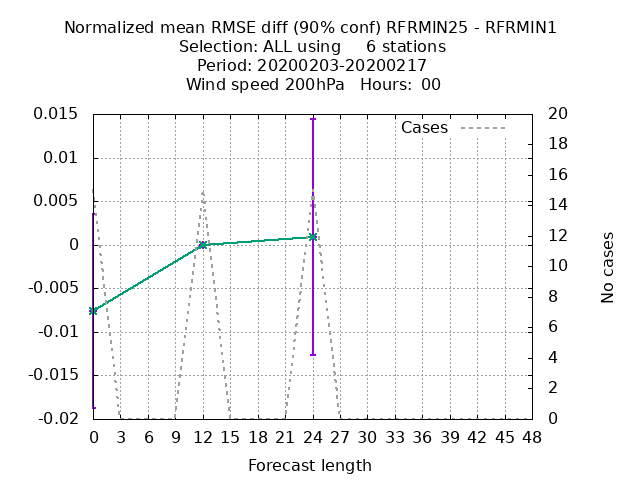 Normalized mean RMSE diff (90% conf) RFRMIN25 - RFRMIN1
Selection: ALL using 6 stations
Period: 20200203-20200217
Wind speed 200hPa Hours: 00
Cases
0.015
0.01
0.005
0
-0.005
-0.01
-0.015
-0.02
20
18
16
14
12
10
8
6
4
2
0
No cases
0 3 6 9 12 15 18 21 24 27 30 33 36 39 42 45 48
Forecast length